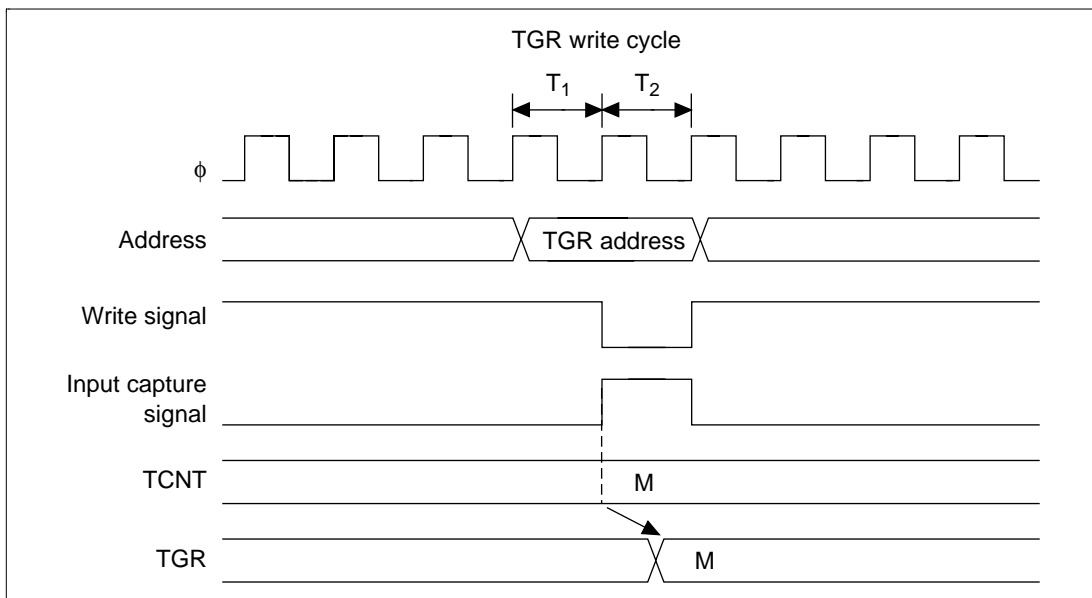 TGR write cycle
T1 T2
ϕ
Address TGR address
Write signal
Input capture
signal
TCNT M
TGR M